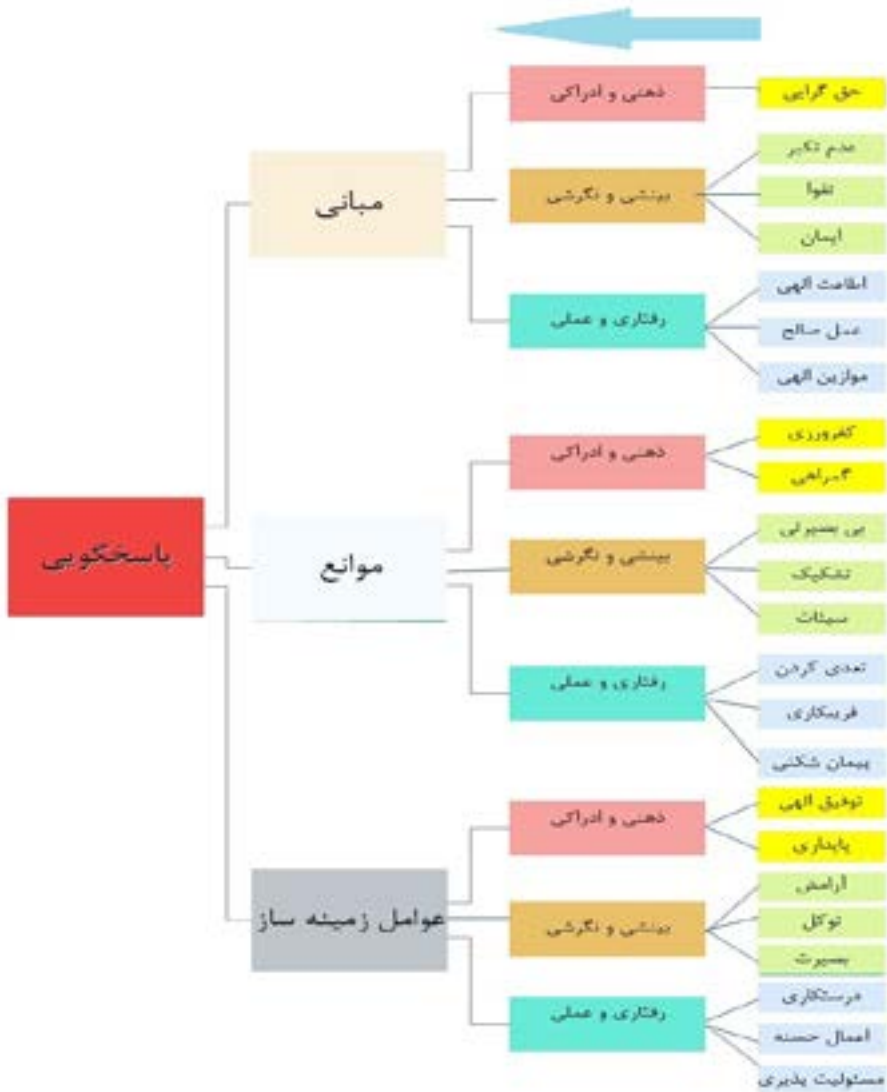 پاسخگویی
مبانی
ذهنی و ادراکی
حق گرایی
بینشی و نگرشی
عدم تکبر
تقوا
ایمان
رفتاری و عملی
اطاعت الهی
عمل صالح
موازین الهی
موانع
ذهنی و ادراکی
کفرورزی
گمراهی
بینشی و نگرشی
بی بصیرتی
تشکیک
سیئات
رفتاری و عملی
تعدی کردن
فریبکاری
پیمان شکنی
عوامل زمینه ساز
ذهنی و ادراکی
توفیق الهی
پایداری
بینشی و نگرشی
آرامش
توکل
بصیرت
رفتاری و عملی
درستکاری
اعمال حسنه
مسئولیت پذیری